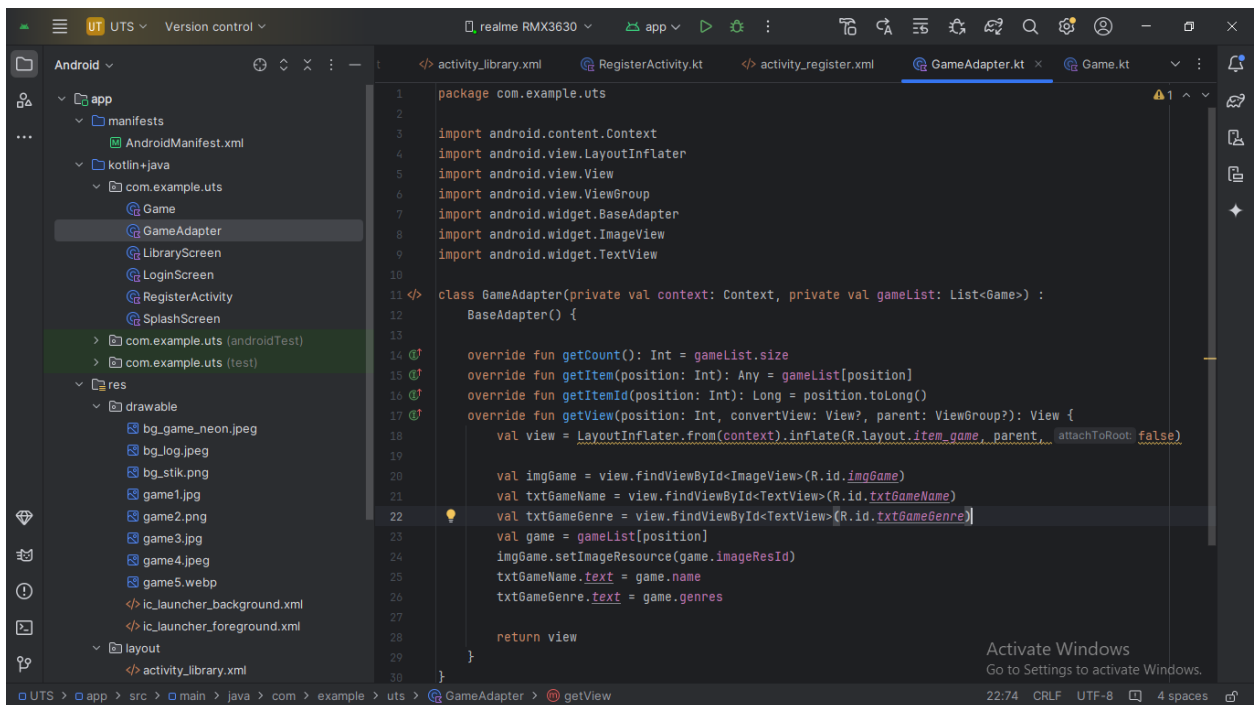 UT UTS Version control realme RMX3630 app
Android
activity_library.xml RegisterActivity.kt activity_register.xml GameAdapter.kt Game.kt
app
manifests
AndroidManifest.xml
kotlin+java
com.example.uts
Game
GameAdapter
LibraryScreen
LoginScreen
RegisterActivity
SplashScreen
com.example.uts (androidTest)
com.example.uts (test)
res
drawable
bg_game_neon.jpeg
bg_log.jpeg
bg_stik.png
game1.jpg
game2.png
game3.jpg
game4.jpeg
game5.webp
ic_launcher_background.xml
ic_launcher_foreground.xml
layout
activity_library.xml
1 package com.example.uts
2
3 import android.content.Context
4 import android.view.LayoutInflater
5 import android.view.View
6 import android.view.ViewGroup
7 import android.widget.BaseAdapter
8 import android.widget.ImageView
9 import android.widget.TextView
10
11 class GameAdapter(private val context: Context, private val gameList: List<Game>) :
12 BaseAdapter() {
13
14 override fun getCount(): Int = gameList.size
15 override fun getItem(position: Int): Any = gameList[position]
16 override fun getItemId(position: Int): Long = position.toLong()
17 override fun getView(position: Int, convertView: View?, parent: ViewGroup?): View {
18 val view = LayoutInflater.from(context).inflate(R.layout.item_game, parent, attachToRoot: false)
19
20 val imgGame = view.findViewById<ImageView>(R.id.imgGame)
21 val txtGameName = view.findViewById<TextView>(R.id.txtGameName)
22 val txtGameGenre = view.findViewById<TextView>(R.id.txtGameGenre)
23 val game = gameList[position]
24 imgGame.setImageResource(game.imageResId)
25 txtGameName.text = game.name
26 txtGameGenre.text = game.genres
27
28 return view
29 }
30 }
1
Activate Windows
Go to Settings to activate Windows.
UTS > app > src > main > java > com > example > uts > GameAdapter > getView 22:74 CRLF UTF-8 4 spaces